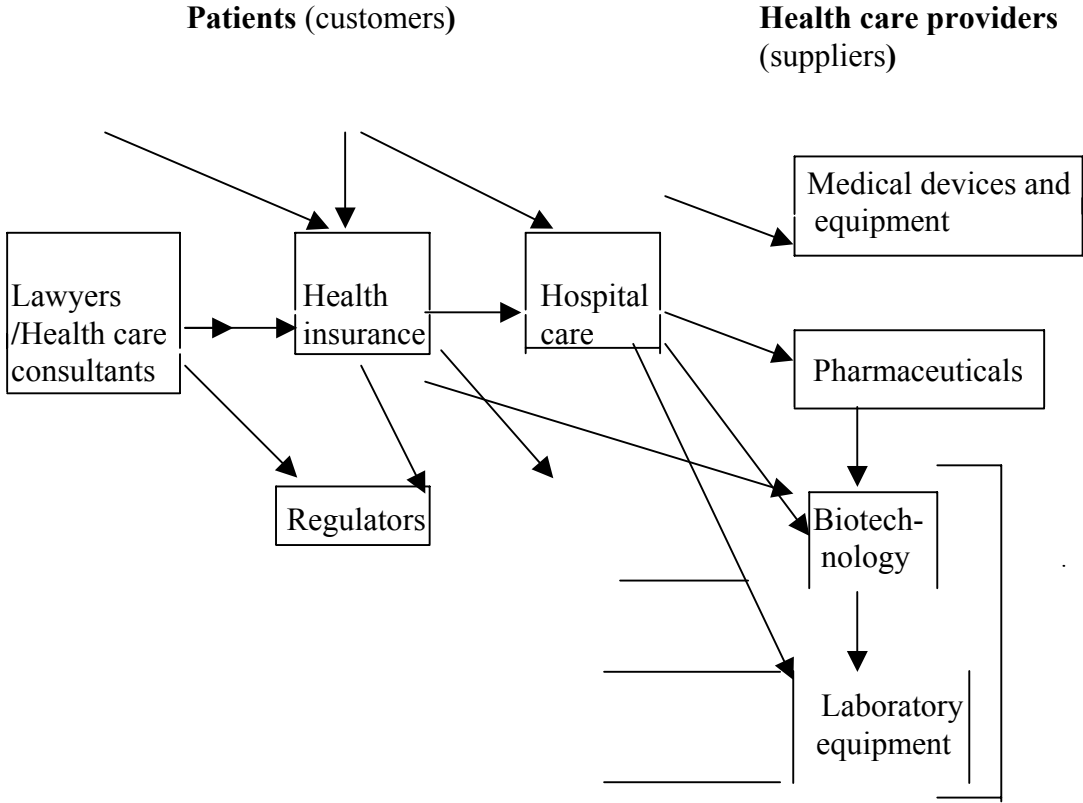 Patients (customers)
Health care providers
(suppliers)
Medical devices and
equipment
Lawyers
/Health care
consultants
Health
insurance
Hospital
care
Pharmaceuticals
Regulators
Biotech-
nology
Laboratory
equipment